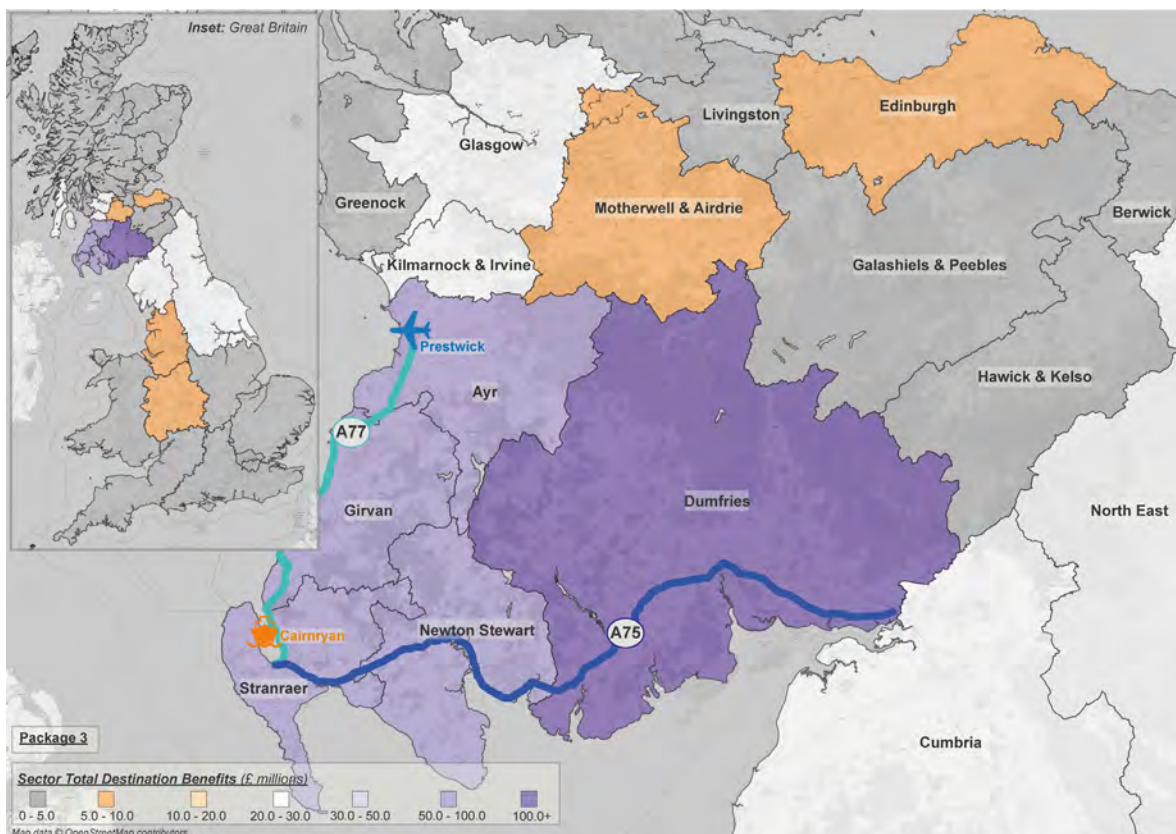 Inset: Great Britain
Edinburgh
Livingston
Glasgow
Greenock
Motherwell & Airdrie
Berwick
Kilmarnock & Irvine
Galashiels & Peebles
Prestwick
Hawick & Kelso
Ayr
A77
Dumfries
Girvan
North East
Cairnryan
Newton Stewart
A75
Stranraer
Package 3
Cumbria
Sector Total Destination Benefits (£ millions)
0 - 5.0 5.0 - 10.0 10.0 - 20.0 20.0 - 30.0 30.0 - 50.0 50.0 - 100.0 100.0+
Map data © OpenStreetMap contributors